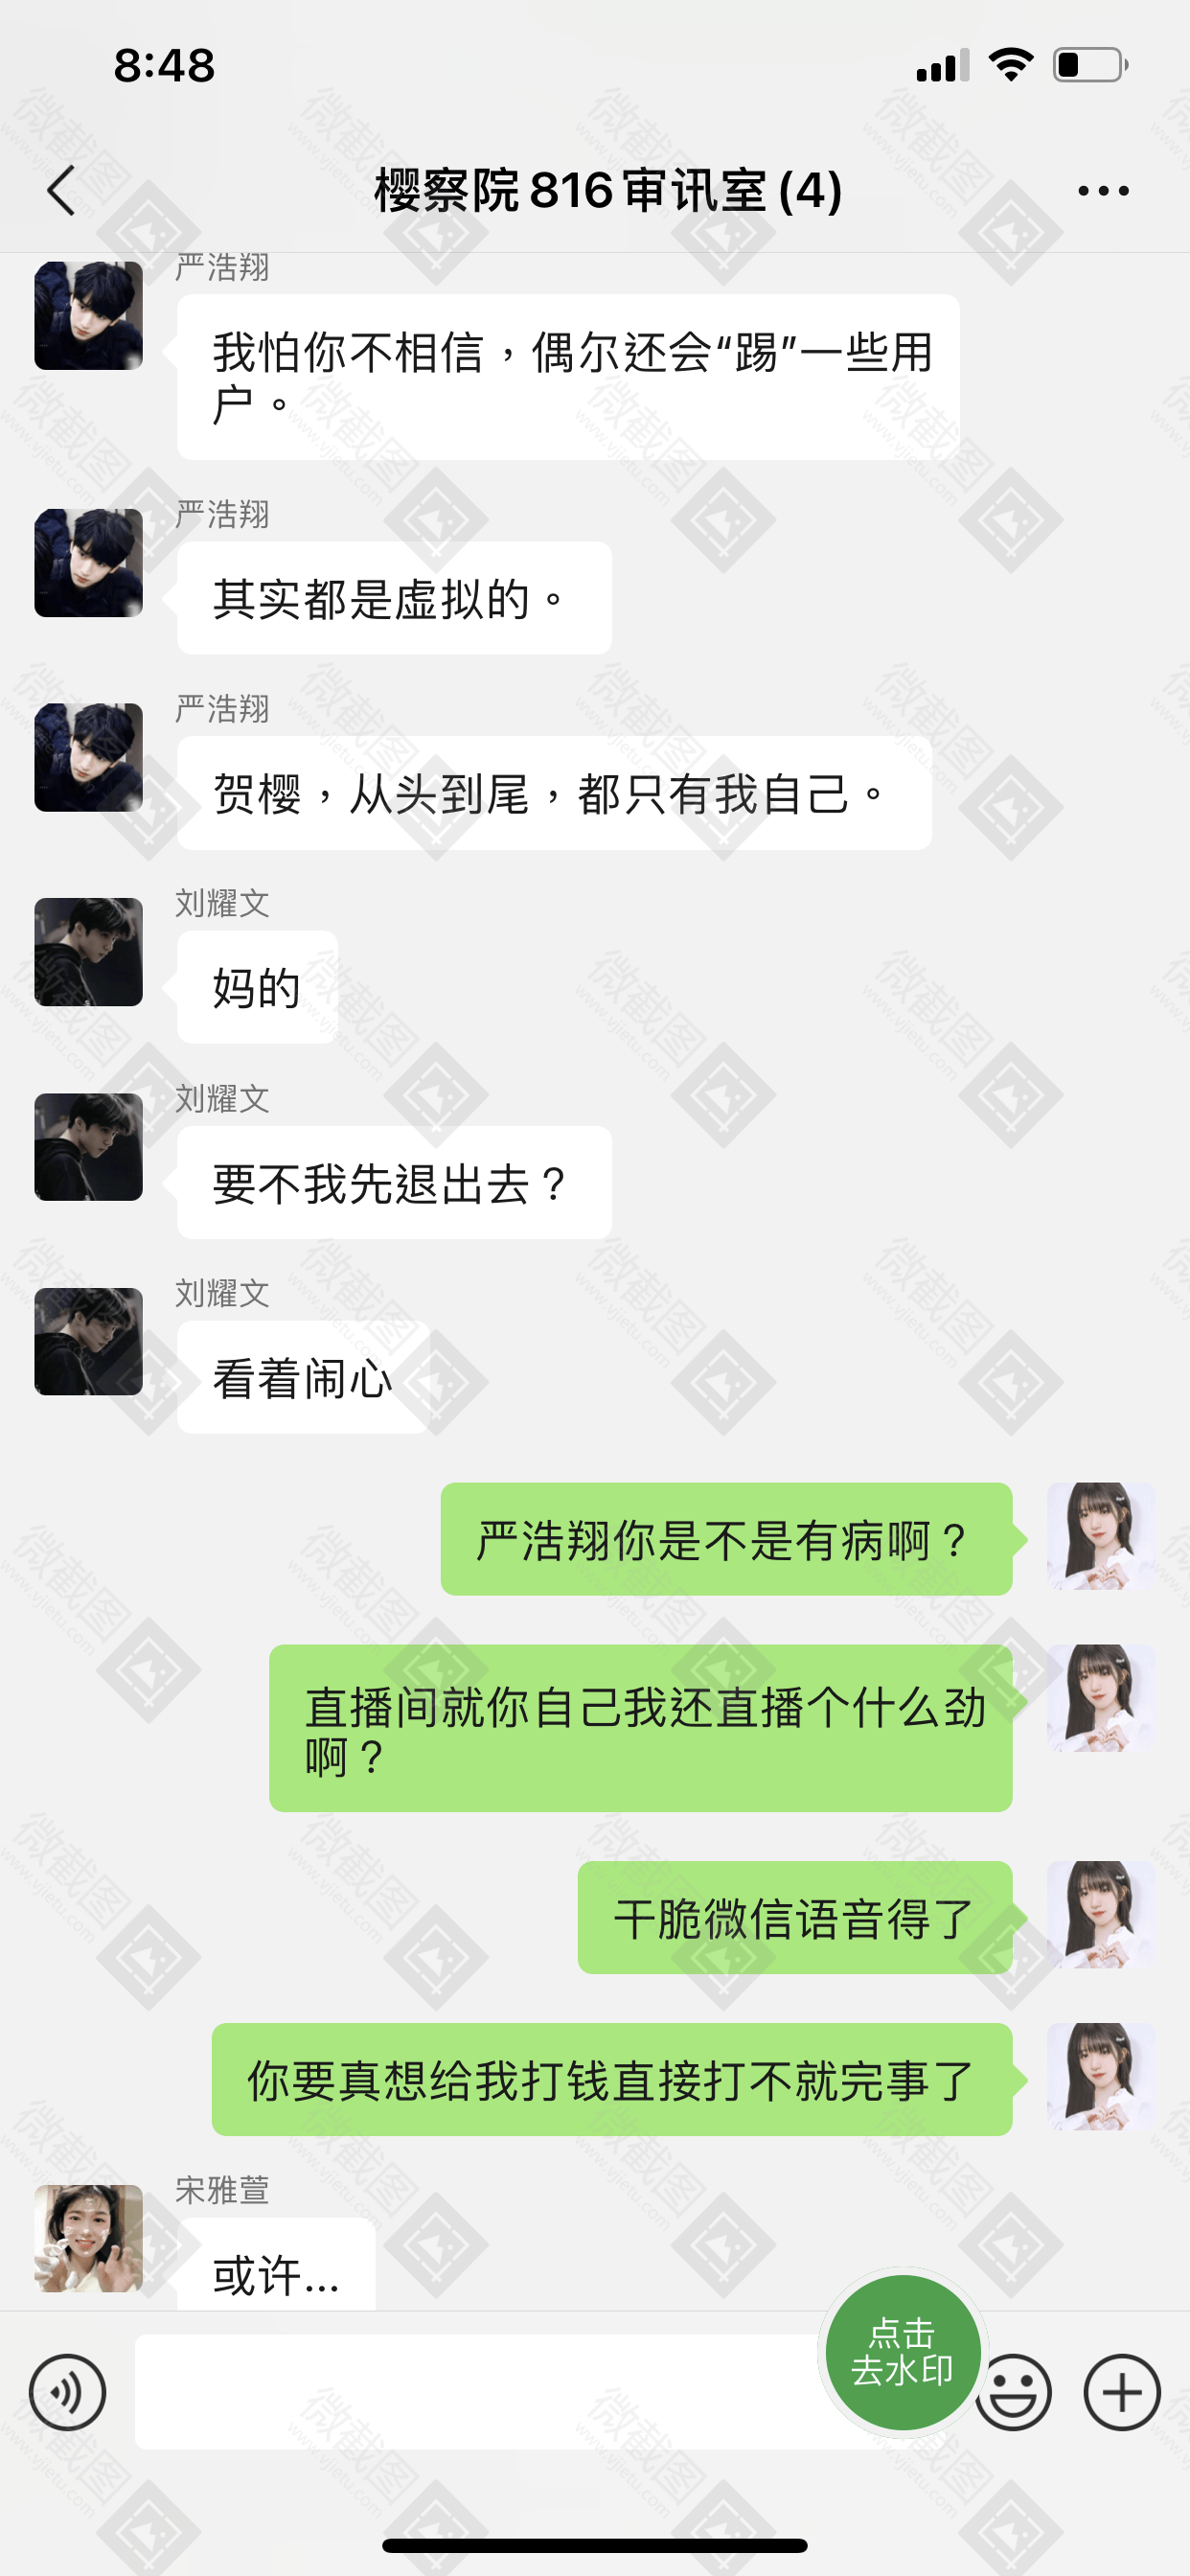 8:48
樱察院816审讯室(4)
严浩翔
我怕你不相信，偶尔还会“踢”一些用
户。
严浩翔
其实都是虚拟的。
严浩翔
贺樱，从头到尾，都只有我自己。
刘耀文
妈的
刘耀文
要不我先退出去？
刘耀文
看着闹心
严浩翔你是不是有病啊？
直播间就你自己我还直播个什么劲
啊？
干脆微信语音得了
你要真想给我打钱直接打不就完事了
宋雅萱
或许...
点击
去水印
微截图
www.vjietu.com